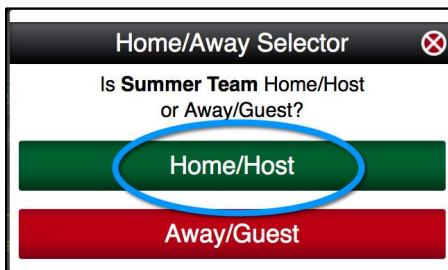 Home/Away Selector
Is Summer Team Home/Host
or Away/Guest?
Home/Host
Away/Guest